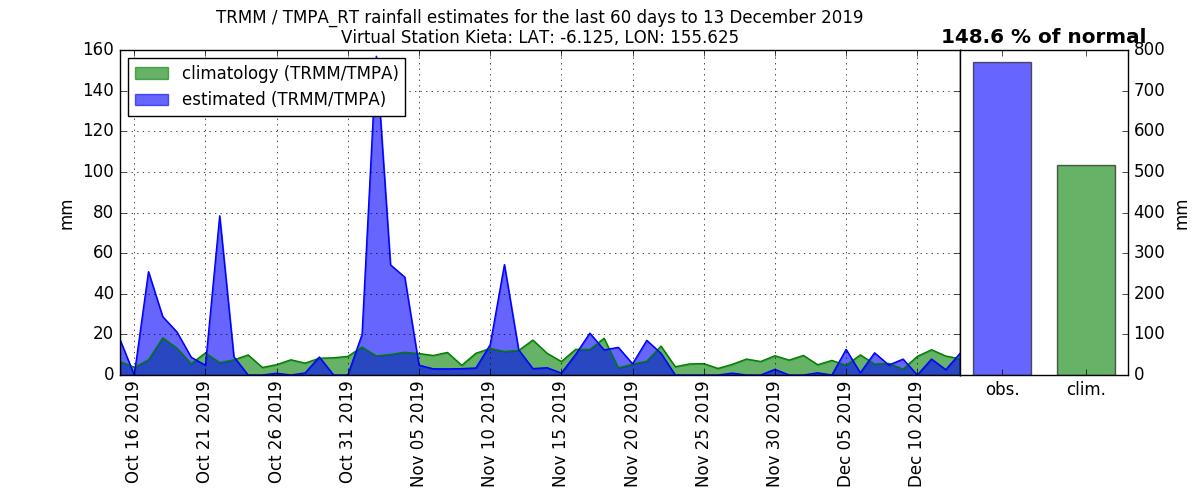 TRMM / TMPA_RT rainfall estimates for the last 60 days to 13 December 2019
Virtual Station Kieta: LAT: -6.125, LON: 155.625
148.6 % of normal
climatology (TRMM/TMPA)
estimated (TRMM/TMPA)
mm
160
140
120
100
80
60
40
20
0
Oct 16 2019
Oct 21 2019
Oct 26 2019
Oct 31 2019
Nov 05 2019
Nov 10 2019
Nov 15 2019
Nov 20 2019
Nov 25 2019
Nov 30 2019
Dec 05 2019
Dec 10 2019
obs.
clim.
800
700
600
500
400
300
200
100
0
mm